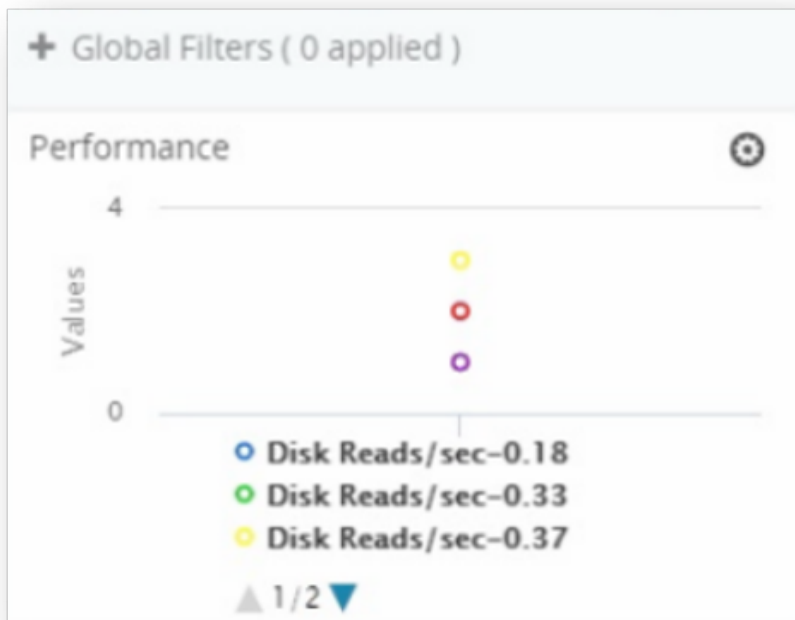 Global Filters ( 0 applied )
Performance
4
Values
0
Disk Reads/sec-0.18
Disk Reads/sec-0.33
Disk Reads/sec-0.37
1/2